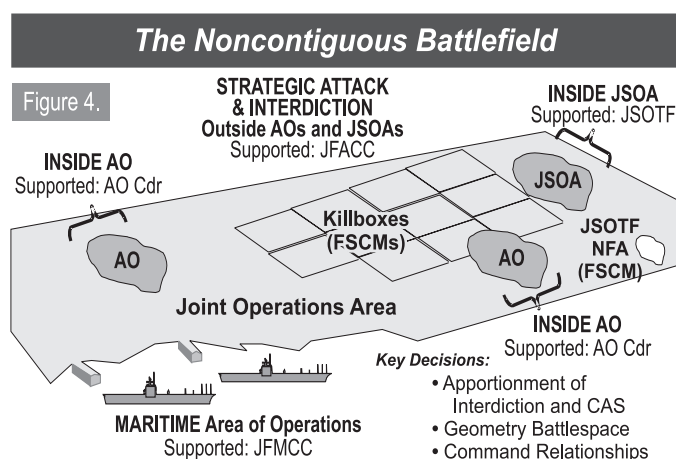 The Noncontiguous Battlefield
Figure 4.
STRATEGIC ATTACK
& INTERDICTION
Outside AOs and JSOAs
Supported: JFACC
INSIDE JSOA
Supported: JSOTF
INSIDE AO
Supported: AO Cdr
JSOA
Killboxes
(FSCMs)
JSOTF
NFA
(FSCM)
AO
AO
Joint Operations Area
INSIDE AO
Supported: AO Cdr
Key Decisions:
• Apportionment of
Interdiction and CAS
• Geometry Battlespace
• Command Relationships
MARITIME Area of Operations
Supported: JFMCC